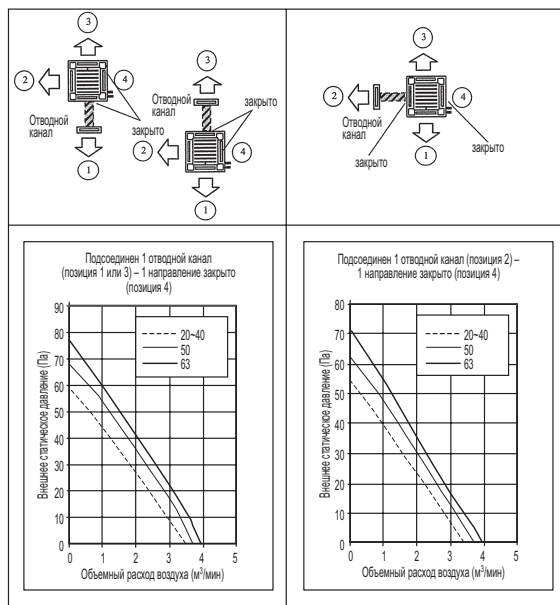 3
2
4
Отводной
канал
закрыто
1
3
Отводной
канал
закрыто
2
4
1
3
2
4
Отводной
канал
закрыто
закрыто
1
Подсоединен 1 отводной канал
(позиция 1 или 3) – 1 направление закрыто
(позиция 4)
Внешнее статическое давление (Па)
90
80
70
60
50
40
30
20
10
0
20~40
50
63
0 1 2 3 4 5
Объемный расход воздуха (м³/мин)
Подсоединен 1 отводной канал (позиция 2) –
1 направление закрыто (позиция 4)
Внешнее статическое давление (Па)
80
70
60
50
40
30
20
10
0
20~40
50
63
0 1 2 3 4 5
Объемный расход воздуха (м³/мин)